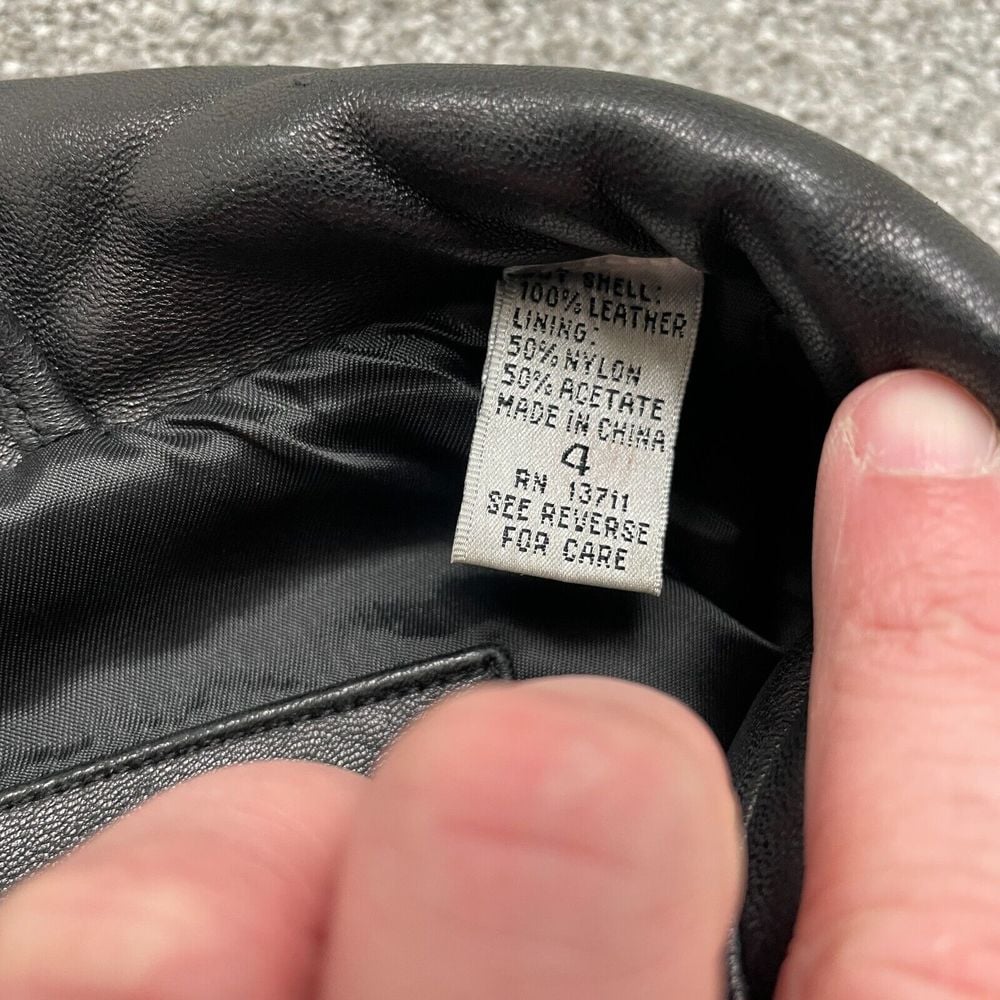 SHELL:
100% LEATHER
LINING:
50% NYLON
50% ACETATE
MADE IN CHINA
4
RN 13711
SEE REVERSE
FOR CARE